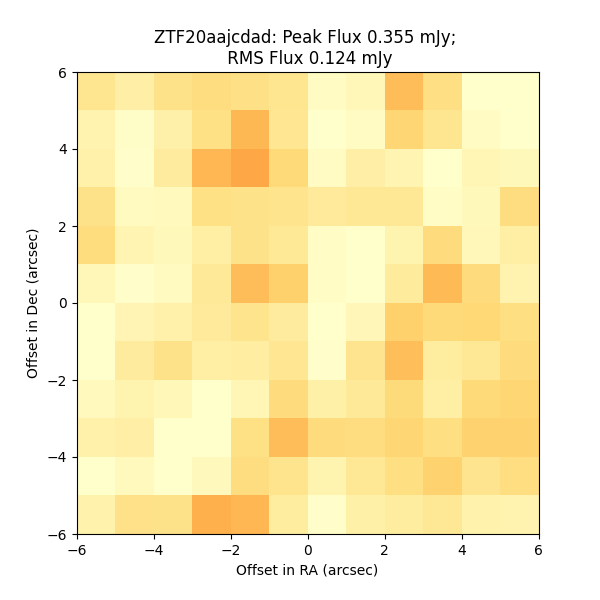 ZTF20aajcdad: Peak Flux 0.355 mJy;
RMS Flux 0.124 mJy
6
4
2
0
−2
−4
−6
Offset in Dec (arcsec)
−6 −4 −2 0 2 4 6
Offset in RA (arcsec)